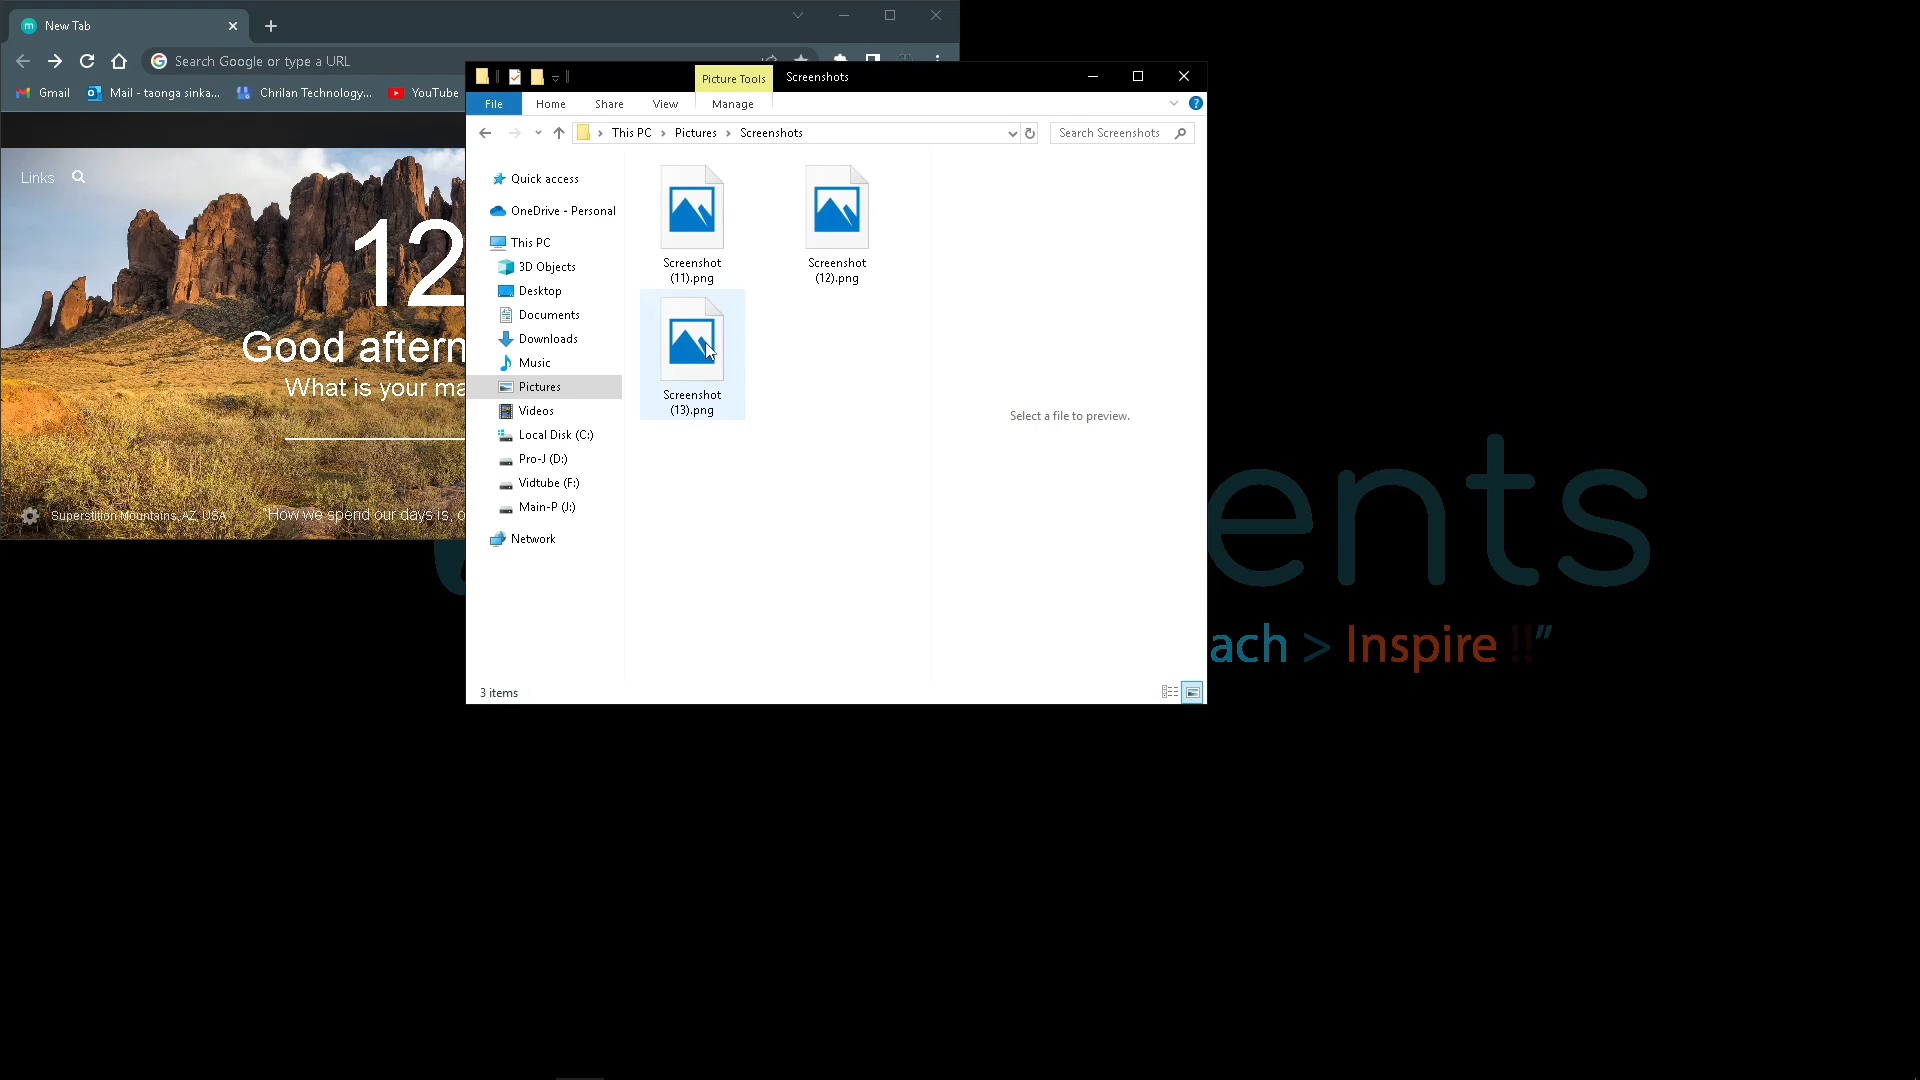 New Tab
Search Google or type a URL
Gmail
Mail - taonga sinka...
Chrilan Technology...
YouTube
Links
12
Good aftern
What is your ma
Superstition Mountains, AZ, USA
"How we spend our days is, o
Picture Tools
Screenshots
File
Home
Share
View
Manage
This PC > Pictures > Screenshots
Search Screenshots
Quick access
OneDrive - Personal
This PC
3D Objects
Desktop
Documents
Downloads
Music
Pictures
Videos
Local Disk (C:)
Pro-J (D:)
Vidtube (F:)
Main-P (J:)
Network
Screenshot
(11).png
Screenshot
(12).png
Screenshot
(13).png
Select a file to preview.
3 items
ents
ach > Inspire !!”